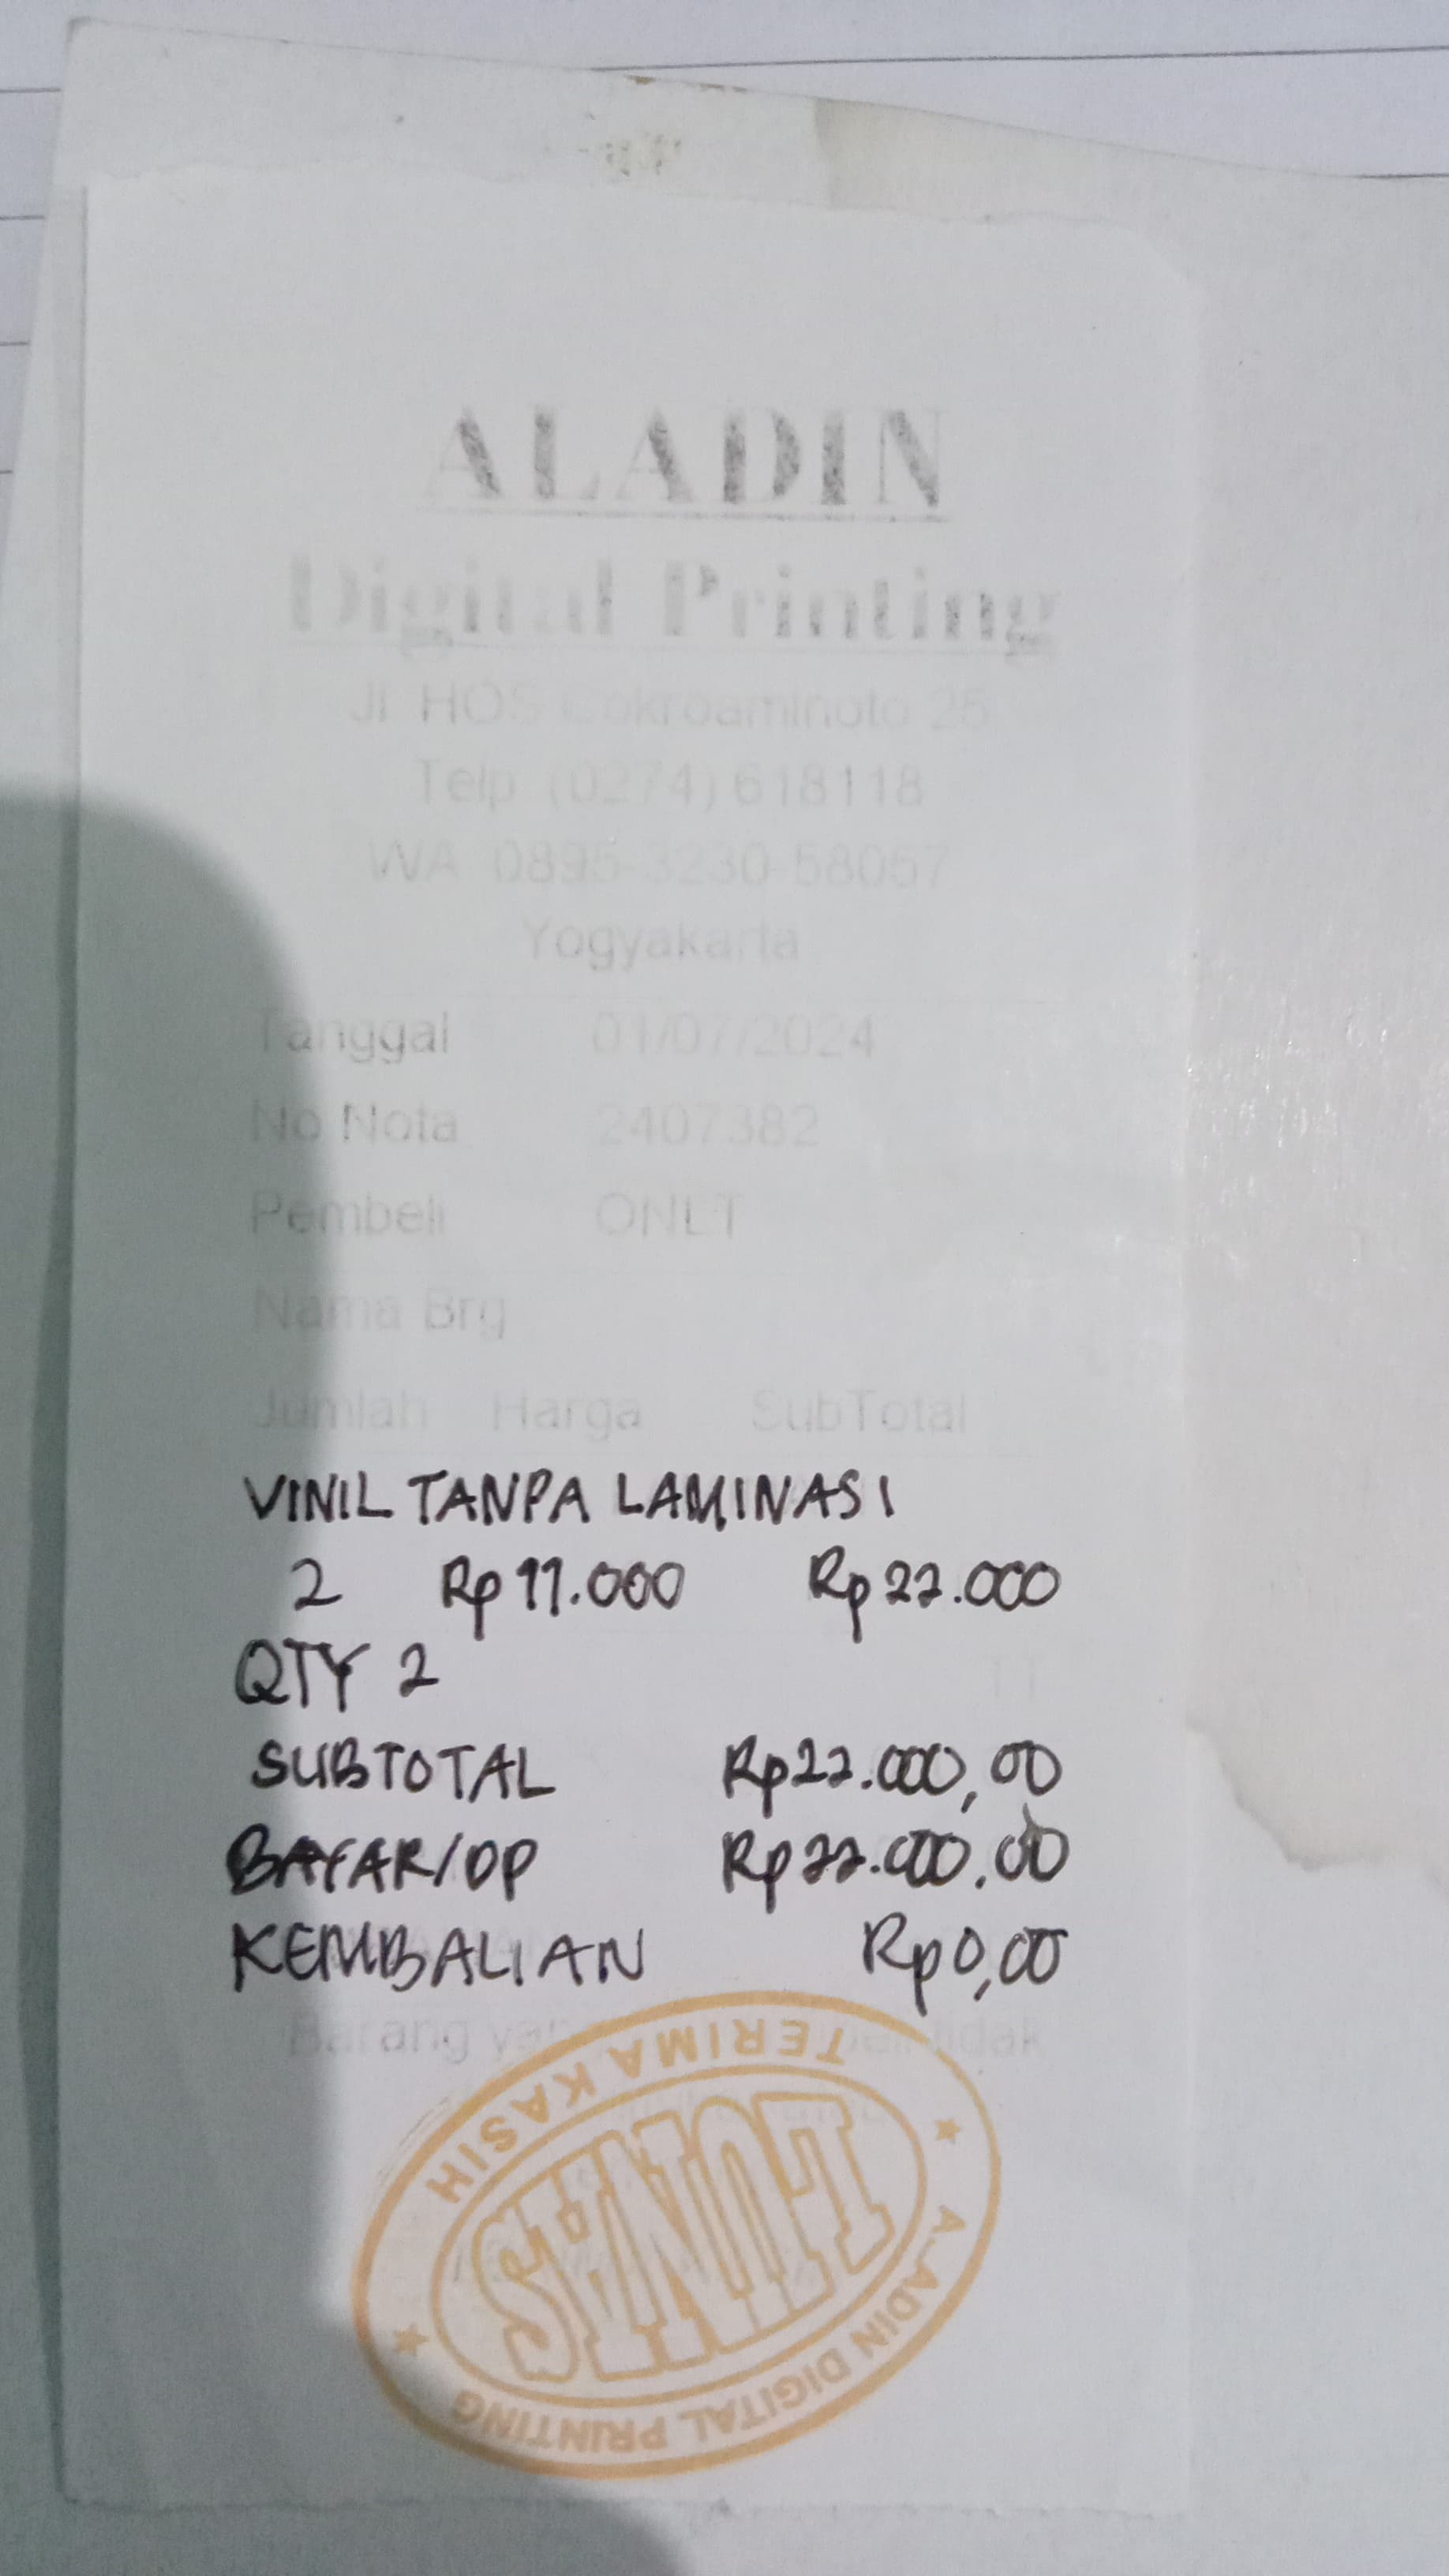 ALADIN
Digital Printing
Jl HOS Cokroaminoto 25
Telp (0274) 618118
WA 0895-3230-58057
Yogyakarta
Tanggal 01/07/2024
No Nota 2407382
Pembeli ONLT
Nama Brg
Jumlah Harga SubTotal
VINIL TANPA LAMINASI
2 Rp 11.000 Rp 22.000
QTY 2
SUBTOTAL Rp22.000,00
BAYAR/DP Rp22.000,00
KEMBALIAN Rp0,00
Barang tidak
TERIMA KASIH
LUNAS
ALADIN DIGITAL PRINTING